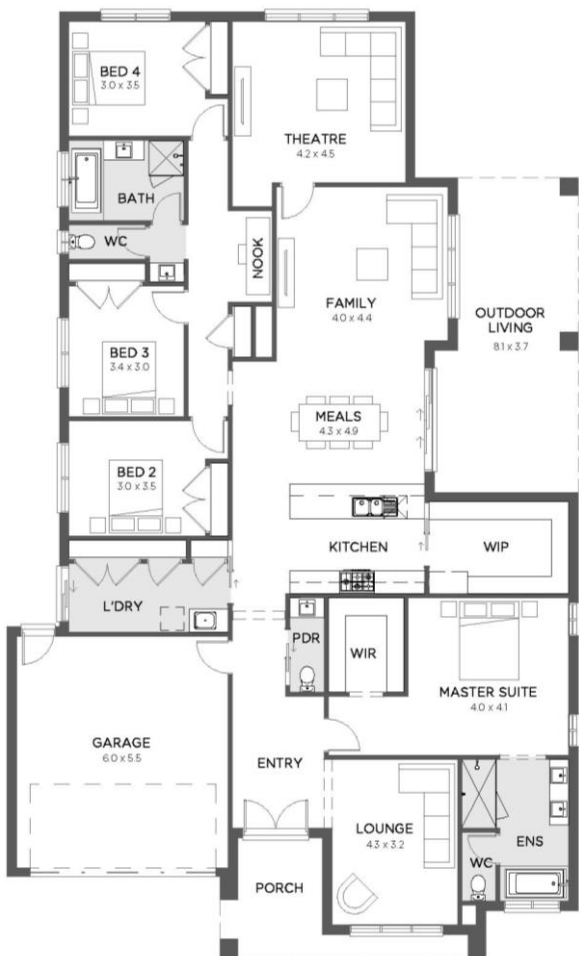 BED 4
3.0 x 3.5
THEATRE
4.2 x 4.5
BATH
WC
NOOK
FAMILY
4.0 x 4.4
OUTDOOR
LIVING
8.1 x 3.7
BED 3
3.4 x 3.0
MEALS
4.3 x 4.9
BED 2
3.0 x 3.5
KITCHEN
WIP
L'DRY
PDR
WIR
MASTER SUITE
4.0 x 4.1
GARAGE
6.0 x 5.5
ENTRY
LOUNGE
4.3 x 3.2
ENS
WC
PORCH